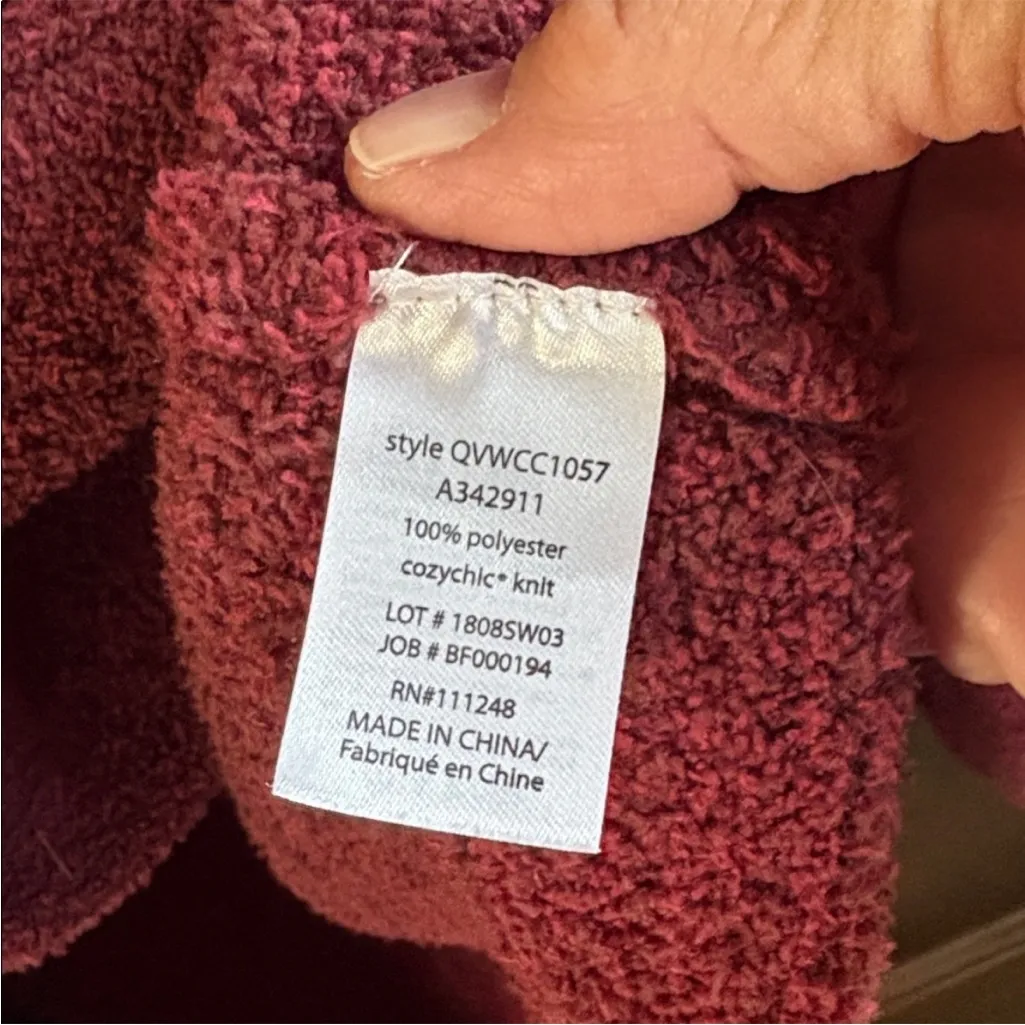 style QVWCC1057
A342911
100% polyester
cozychic® knit
LOT # 1808SW03
JOB # BF000194
RN#111248
MADE IN CHINA/
Fabriqué en Chine